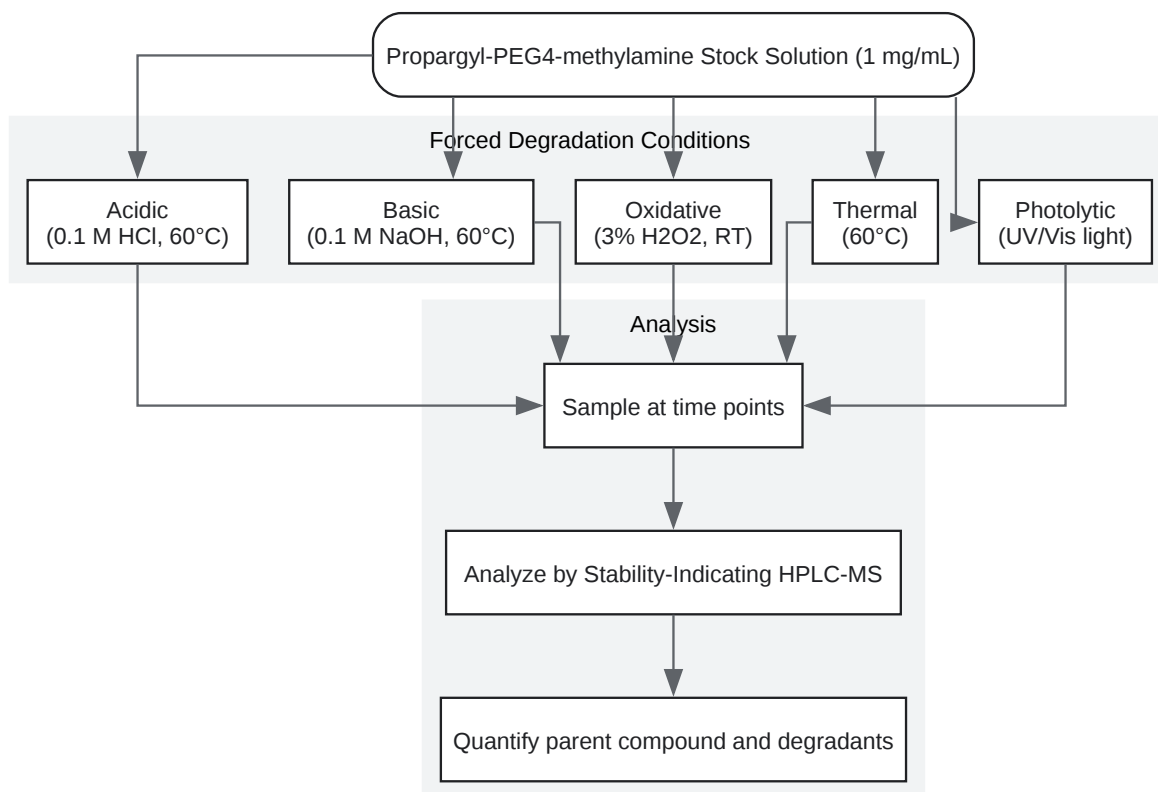 Propargyl-PEG4-methylamine Stock Solution (1 mg/mL)
Forced Degradation Conditions
Acidic
(0.1 M HCl, 60°C)
Basic
(0.1 M NaOH, 60°C)
Oxidative
(3% H2O2, RT)
Thermal
(60°C)
Photolytic
(UV/Vis light)
Analysis
Sample at time points
Analyze by Stability-Indicating HPLC-MS
Quantify parent compound and degradants